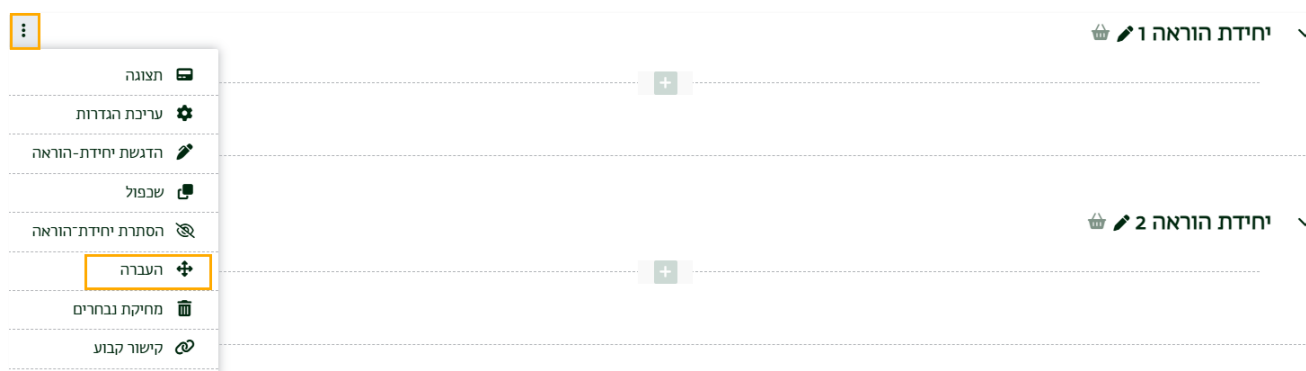 יחידת הוראה 1
תצוגה
עריכת הגדרות
הדגשת יחידת-הוראה
שכפול
הסתרת יחידת־הוראה
העברה
מחיקת נבחרים
קישור קבוע
יחידת הוראה 2